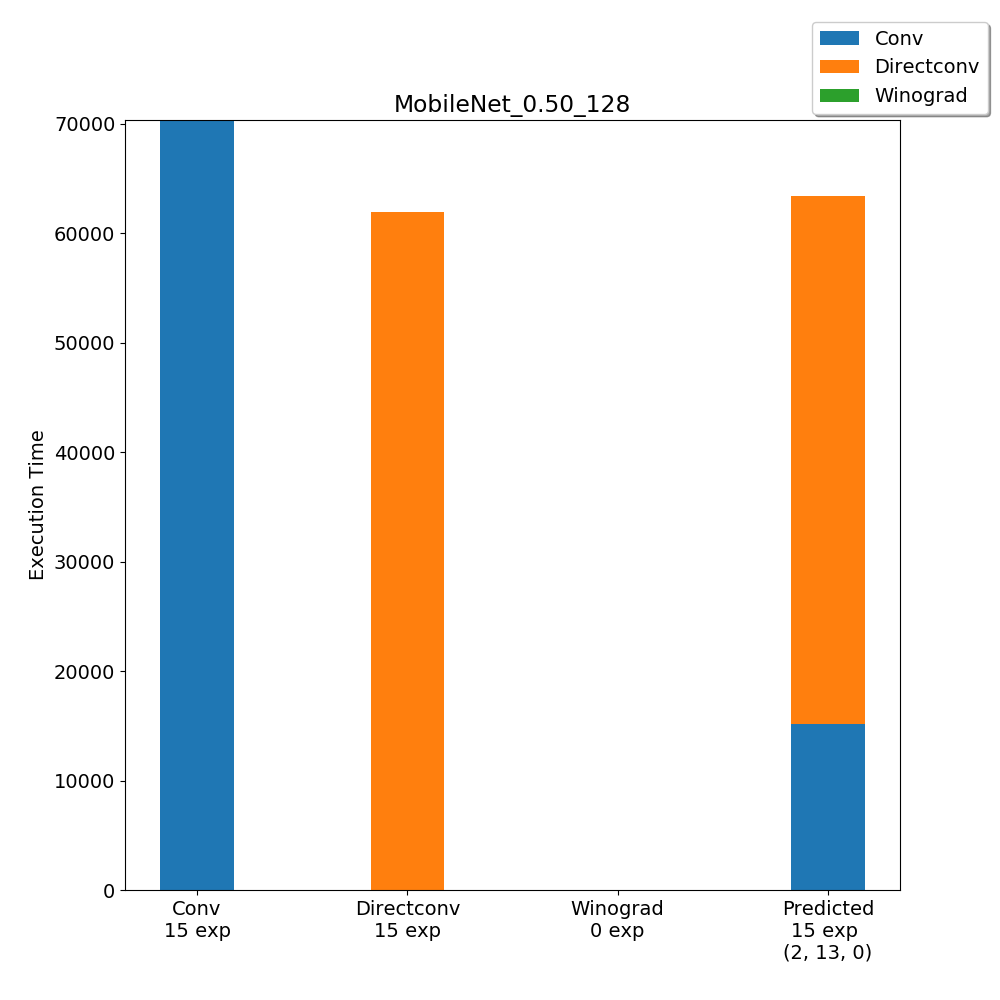 Conv
Directconv
Winograd
MobileNet_0.50_128
70000
60000
50000
40000
30000
20000
10000
0
Execution Time
Conv
15 exp
Directconv
15 exp
Winograd
0 exp
Predicted
15 exp
(2, 13, 0)